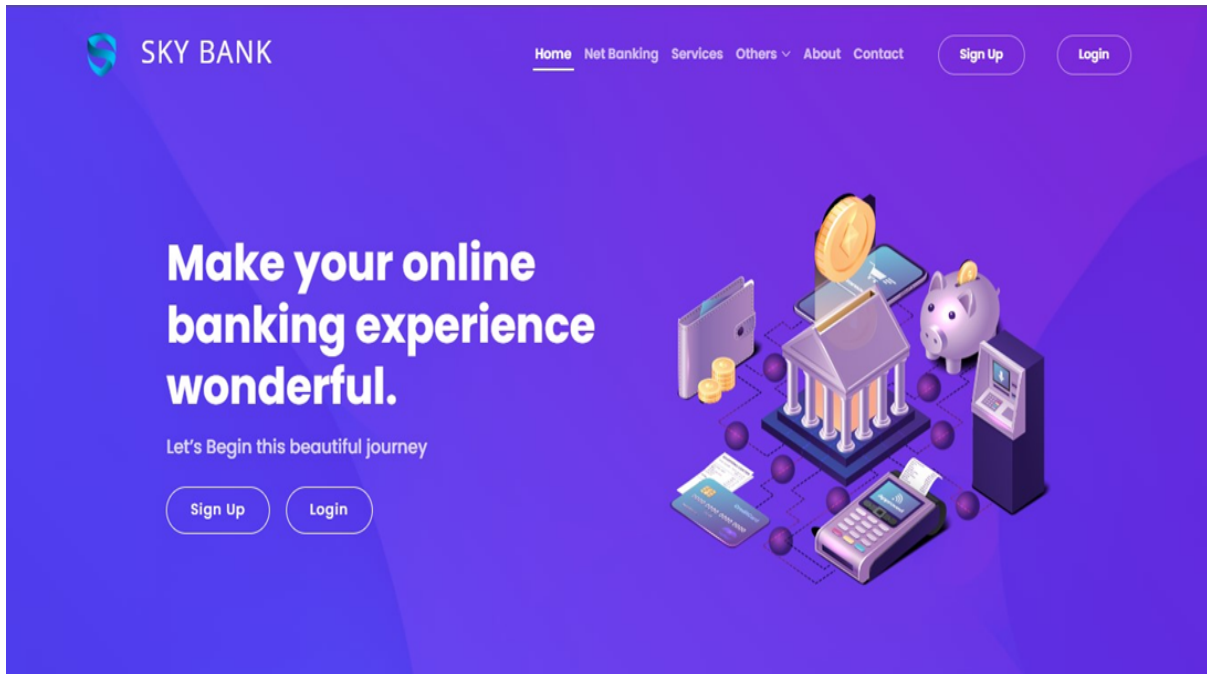 SKY BANK
Home Net Banking Services Others About Contact Sign Up Login
Make your online
banking experience
wonderful.
Let's Begin this beautiful journey
Sign Up Login
Approved